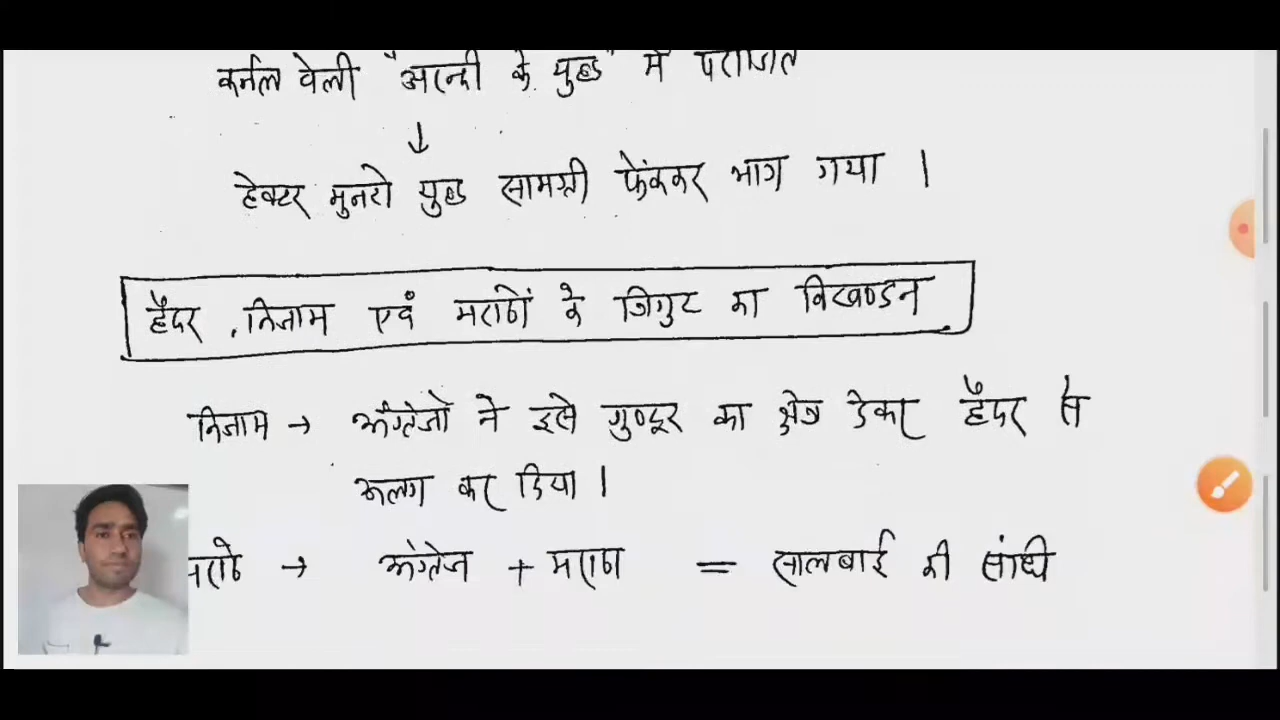 कर्नल वेली "अरन्दी के युद्ध" में पराजित
↓
हेक्टर मुनरो युद्ध सामग्री फेंककर भाग गया ।
हैदर , निजाम एवं मराठों के त्रिगुट का विखण्डन
निजाम → अंग्रेजों ने इसे गुण्टूर का क्षेत्र देकर हैदर से
अलग कर दिया ।
मराठे → अंग्रेज + मराठा = सालबाई की संधि